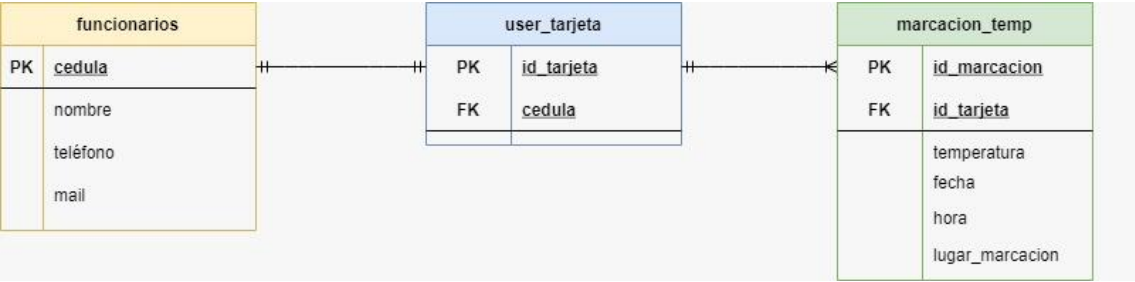 funcionarios
PK cedula
nombre
teléfono
mail
user_tarjeta
PK id_tarjeta
FK cedula
marcacion_temp
PK id_marcacion
FK id_tarjeta
temperatura
fecha
hora
lugar_marcacion